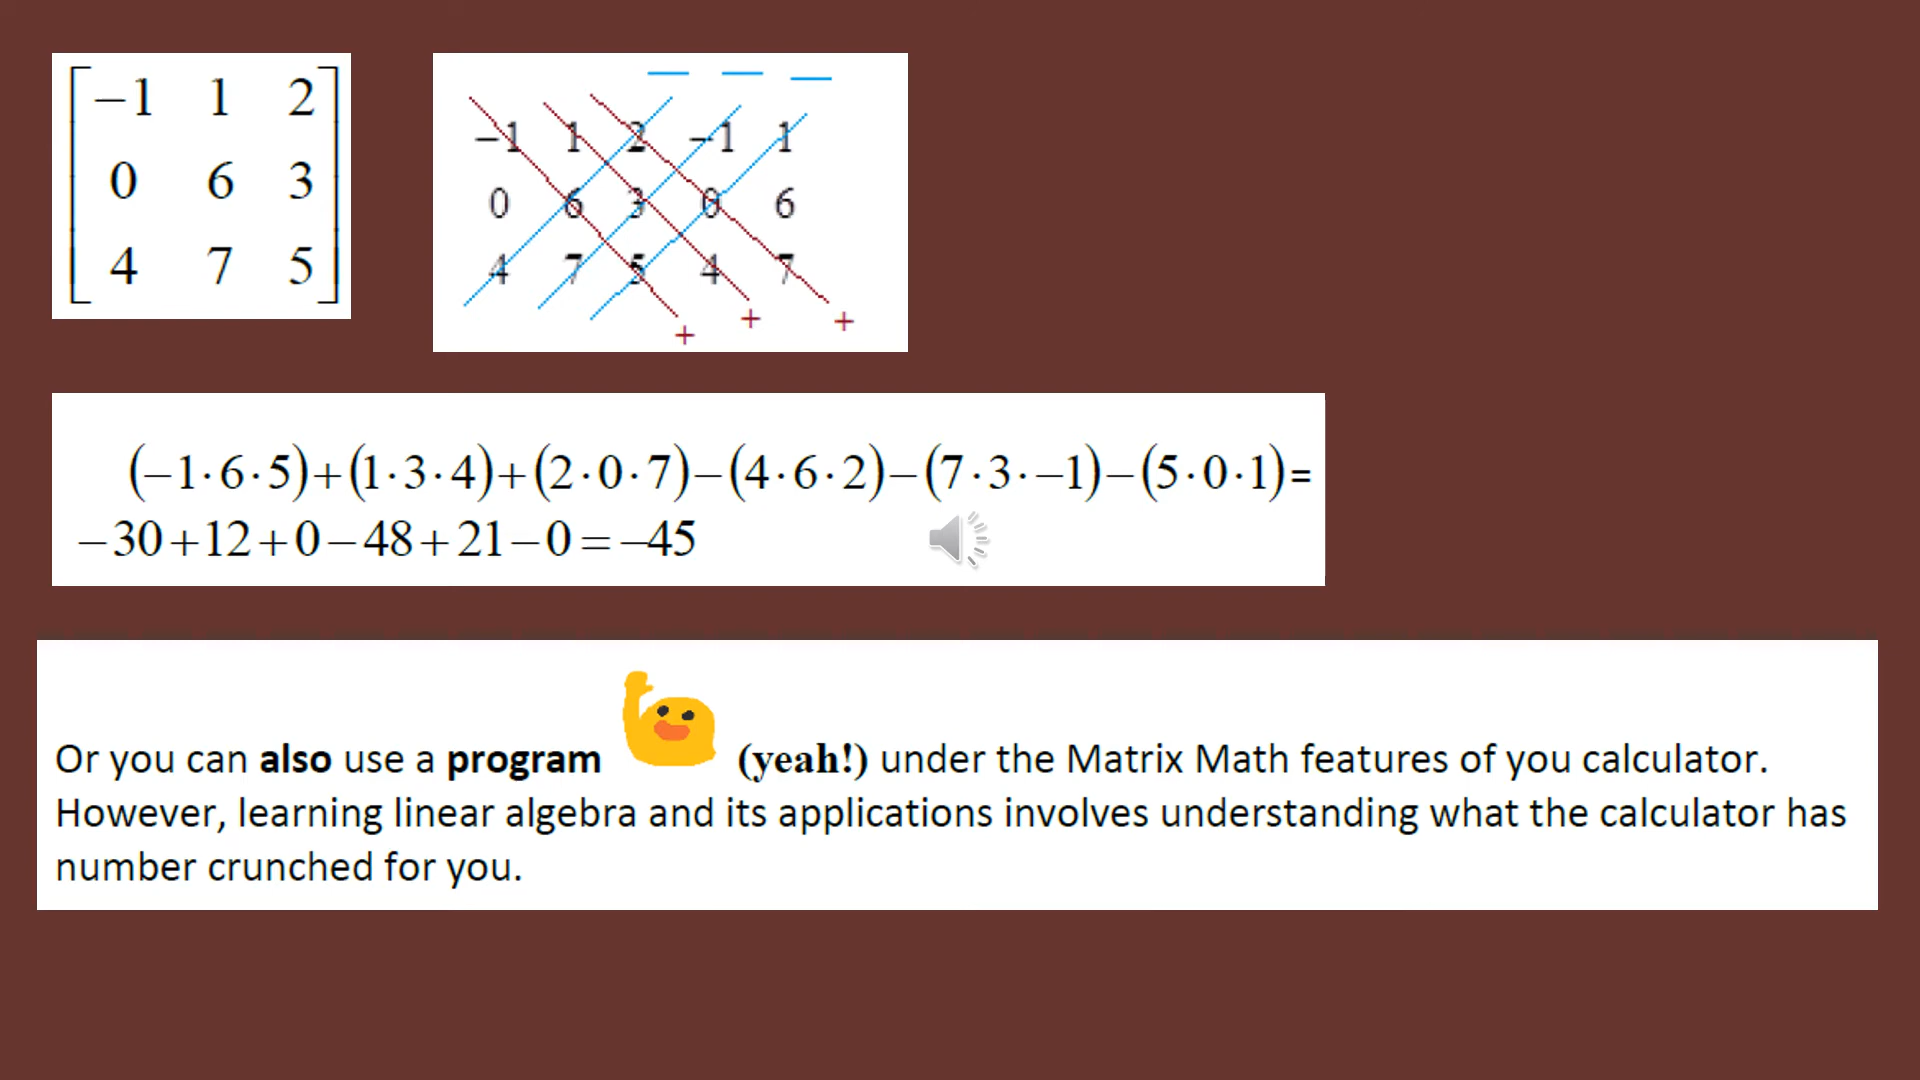 −1 1 2
0 6 3
4 7 5
− − −
−1 1 2 −1 1
0 6 3 0 6
4 7 5 4 7
+ + +
(−1·6·5)+(1·3·4)+(2·0·7)−(4·6·2)−(7·3·−1)−(5·0·1)=
−30+12+0−48+21−0=−45
Or you can also use a program (yeah!) under the Matrix Math features of you calculator.
However, learning linear algebra and its applications involves understanding what the calculator has
number crunched for you.